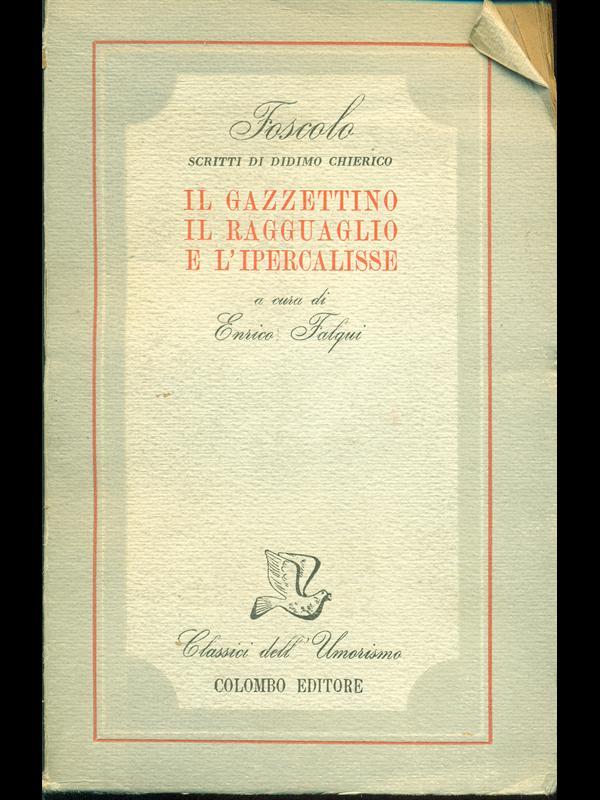 Foscolo
SCRITTI DI DIDIMO CHIERICO
IL GAZZETTINO
IL RAGGUAGLIO
E L'IPERCALISSE
a cura di
Enrico Falqui
Classici dell'Umorismo
COLOMBO EDITORE